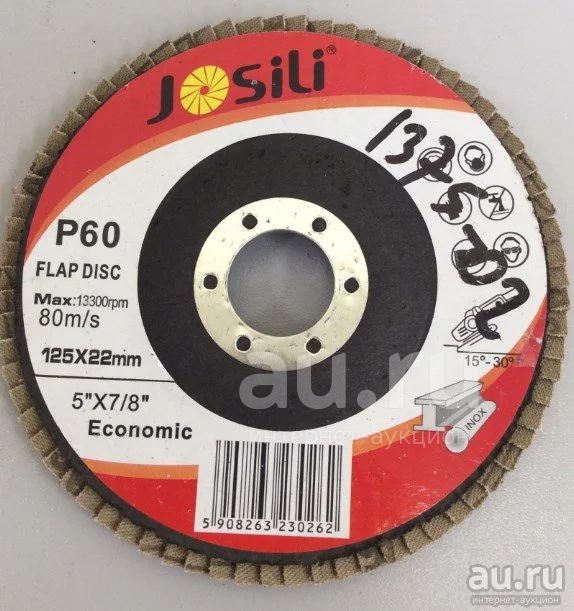 JOSiLi®
P60
FLAP DISC
Max:13300rpm
80m/s
125X22mm
5"X7/8"
Economic
15°-30°
INOX
5 908263 230262
au.ru
интернет-аукцион
au.ru
интернет-аукцион